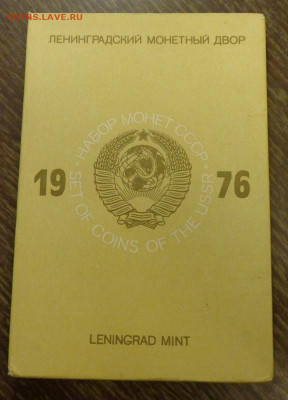 coins.lave.ru
ЛЕНИНГРАДСКИЙ МОНЕТНЫЙ ДВОР
· НАБОР МОНЕТ СССР ·
19 76
SET OF COINS OF THE USSR
LENINGRAD MINT